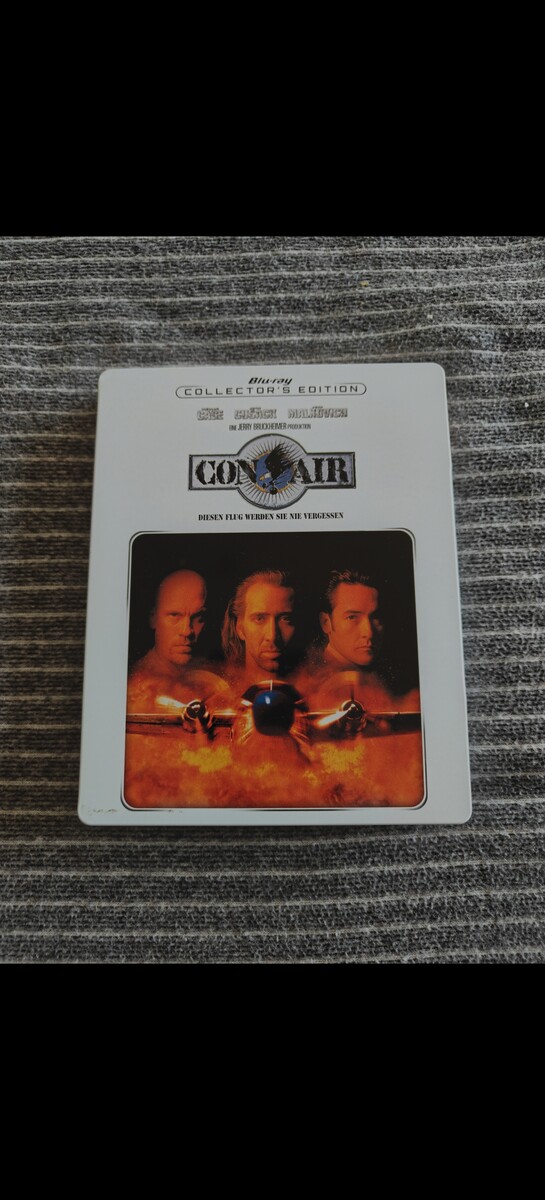 Blu-ray
COLLECTOR'S EDITION
CAGE CUSACK MALKOVICH
EINE JERRY BRUCKHEIMER PRODUKTION
CON AIR
DIESEN FLUG WERDEN SIE NIE VERGESSEN